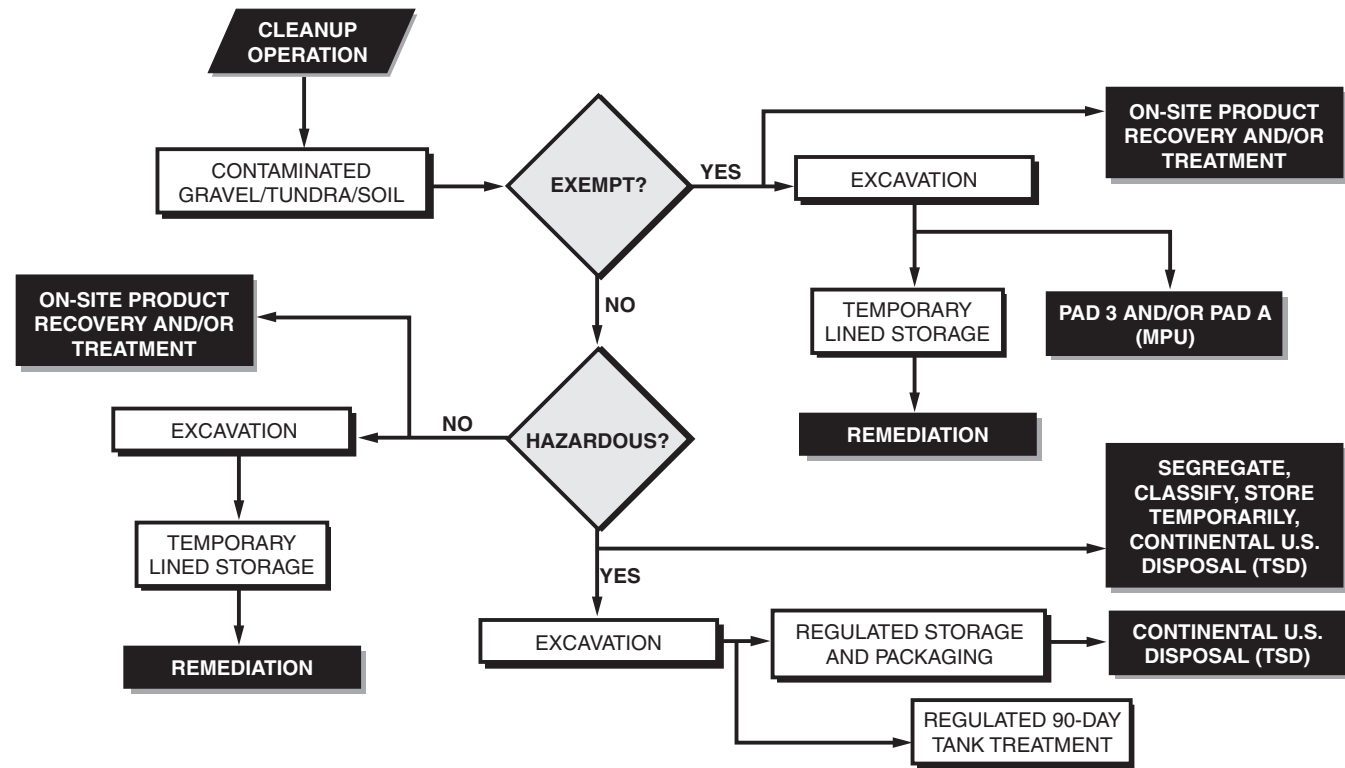 CLEANUP
OPERATION
CONTAMINATED
GRAVEL/TUNDRA/SOIL
EXEMPT?
YES
EXCAVATION
ON-SITE PRODUCT
RECOVERY AND/OR
TREATMENT
TEMPORARY
LINED STORAGE
PAD 3 AND/OR PAD A
(MPU)
REMEDIATION
NO
HAZARDOUS?
NO
ON-SITE PRODUCT
RECOVERY AND/OR
TREATMENT
EXCAVATION
TEMPORARY
LINED STORAGE
REMEDIATION
YES
SEGREGATE,
CLASSIFY, STORE
TEMPORARILY,
CONTINENTAL U.S.
DISPOSAL (TSD)
EXCAVATION
REGULATED STORAGE
AND PACKAGING
CONTINENTAL U.S.
DISPOSAL (TSD)
REGULATED 90-DAY
TANK TREATMENT